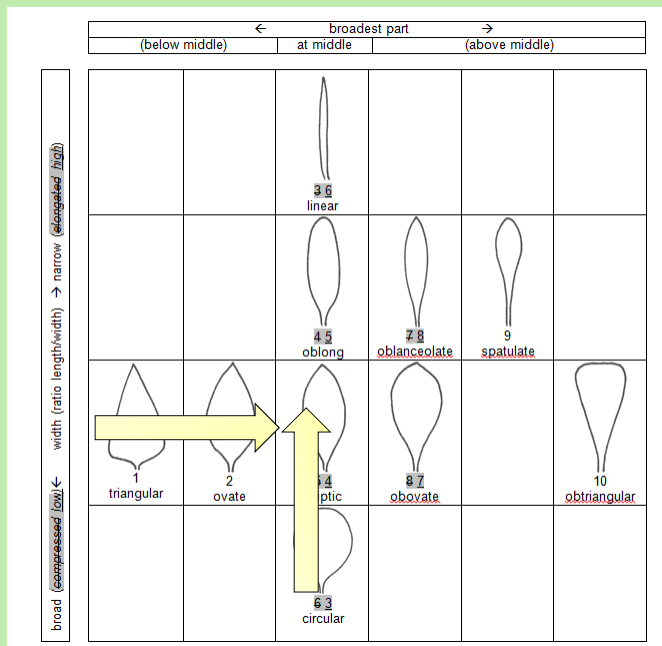 ← broadest part →
(below middle) at middle (above middle)
broad (compressed low) ← width (ratio length/width) → narrow (elongated high)
3 6
linear
4 5 7 8 9
oblong oblanceolate spatulate
1 2 4 8 7 10
triangular ovate iptic obovate obtriangular
6 3
circular